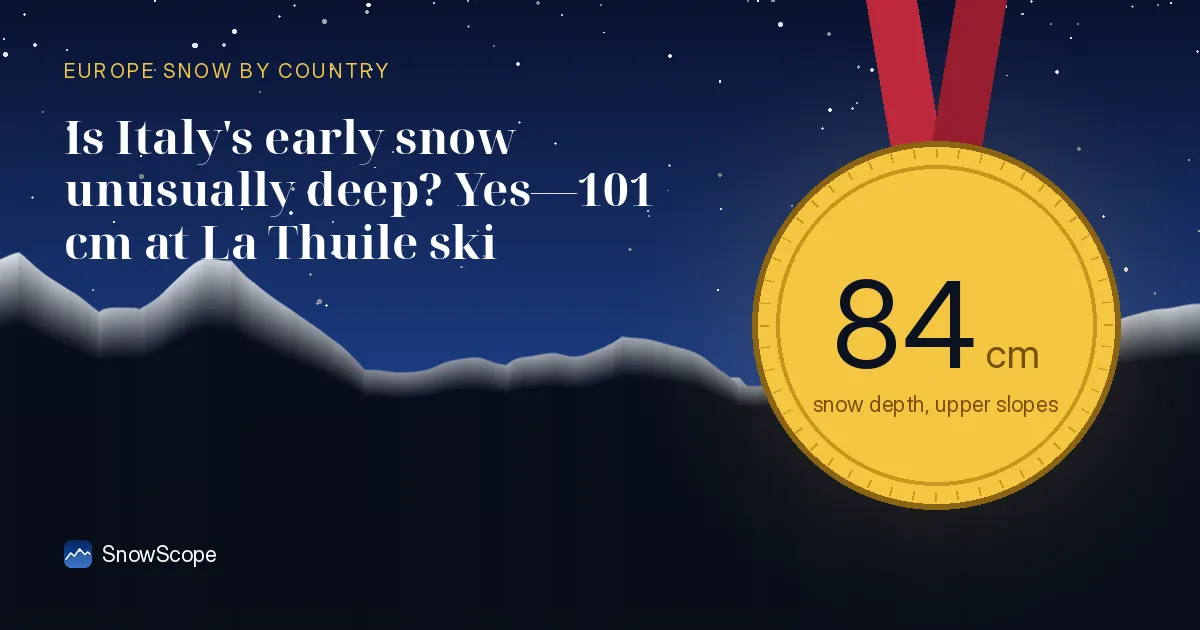 EUROPE SNOW BY COUNTRY
Is Italy's early snow
unusually deep? Yes—101
cm at La Thuile ski
84 cm
snow depth, upper slopes
SnowScope